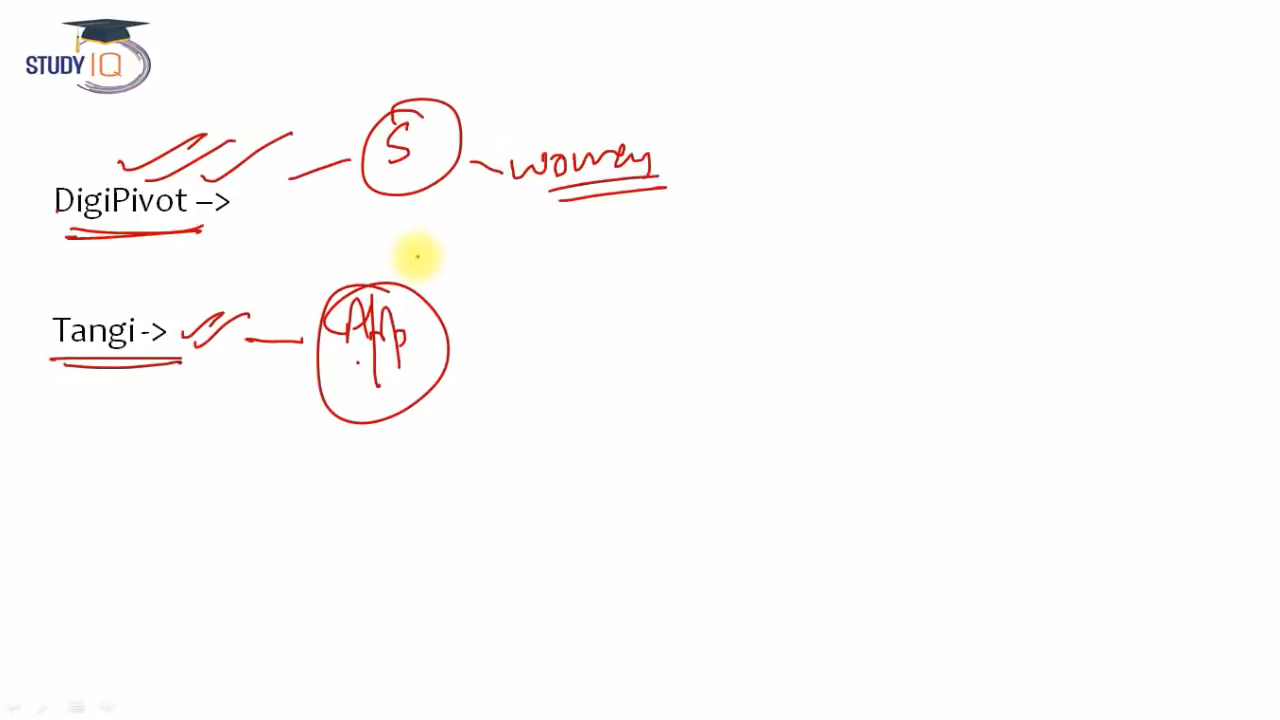 STUDY IQ
S
women
DigiPivot –>
Tangi->
App